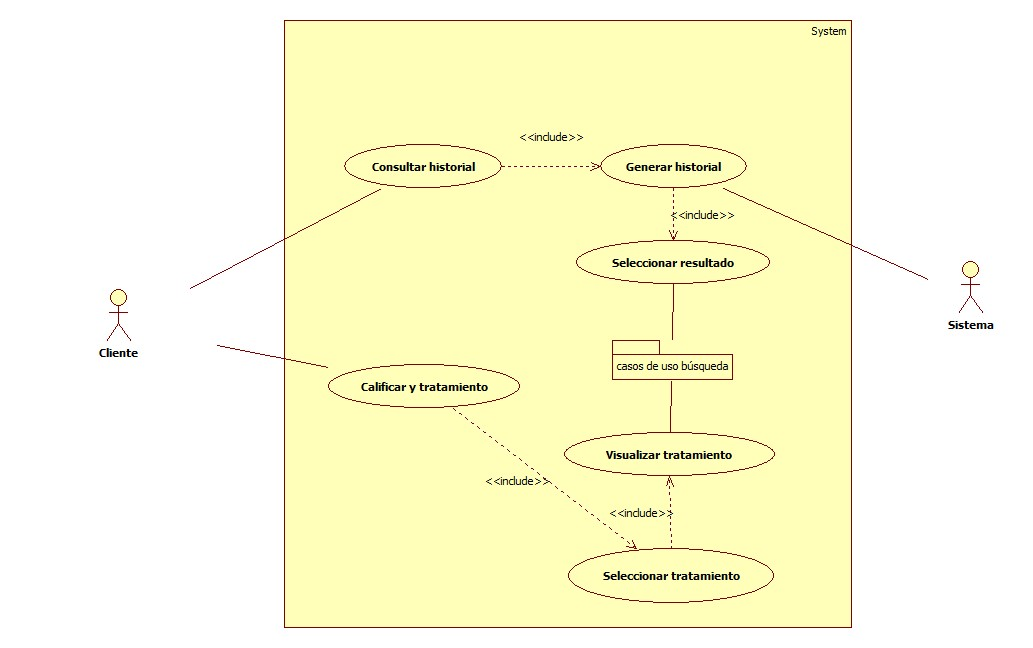 System
<<include>>
Consultar historial
Generar historial
<<include>>
Seleccionar resultado
Cliente
Sistema
casos de uso búsqueda
Calificar y tratamiento
Visualizar tratamiento
<<include>>
<<include>>
Seleccionar tratamiento